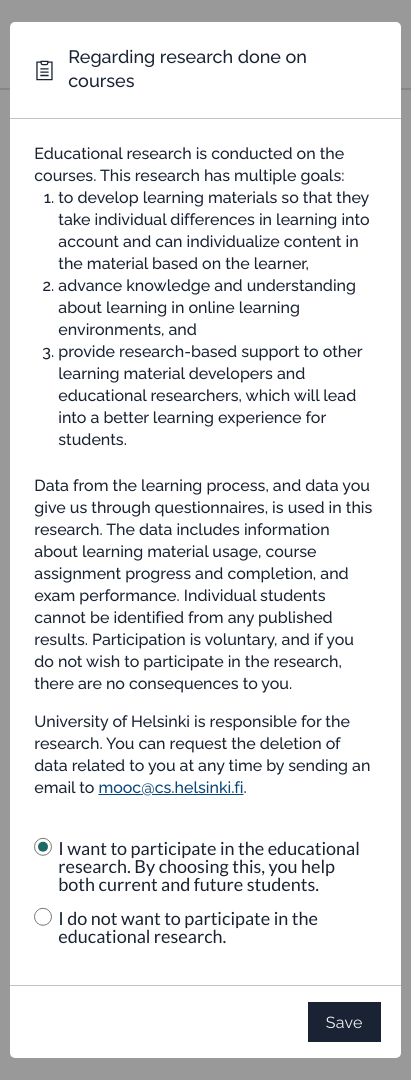 Regarding research done on
courses
Educational research is conducted on the
courses. This research has multiple goals:
1. to develop learning materials so that they
take individual differences in learning into
account and can individualize content in
the material based on the learner,
2. advance knowledge and understanding
about learning in online learning
environments, and
3. provide research-based support to other
learning material developers and
educational researchers, which will lead
into a better learning experience for
students.
Data from the learning process, and data you
give us through questionnaires, is used in this
research. The data includes information
about learning material usage, course
assignment progress and completion, and
exam performance. Individual students
cannot be identified from any published
results. Participation is voluntary, and if you
do not wish to participate in the research,
there are no consequences to you.
University of Helsinki is responsible for the
research. You can request the deletion of
data related to you at any time by sending an
email to mooc@cs.helsinki.fi.
I want to participate in the educational
research. By choosing this, you help
both current and future students.
I do not want to participate in the
educational research.
Save